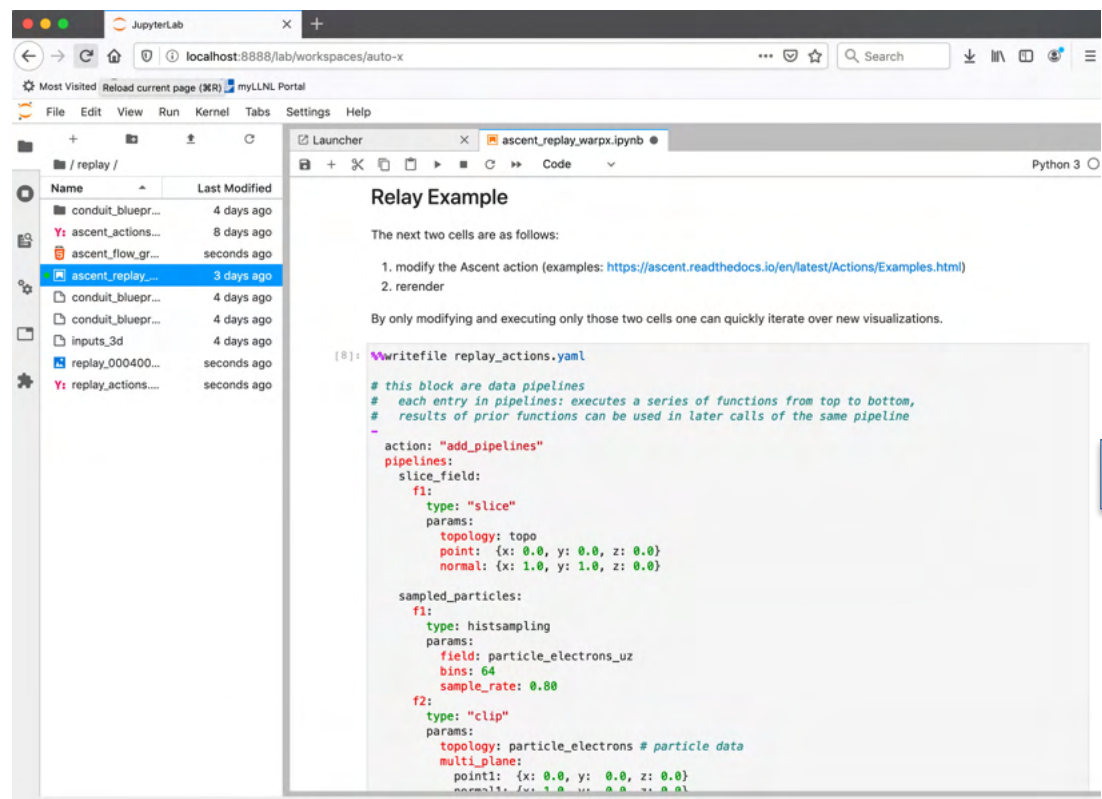 JupyterLab
localhost:8888/lab/workspaces/auto-x
Search
Most Visited
Reload current page (⌘R)
myLLNL Portal
File Edit View Run Kernel Tabs Settings Help
Launcher
ascent_replay_warpx.ipynb
/ replay /
Code
Python 3
Name Last Modified
conduit_bluepr... 4 days ago
Y: ascent_actions... 8 days ago
ascent_flow_gr... seconds ago
ascent_replay_... 3 days ago
conduit_bluepr... 4 days ago
conduit_bluepr... 4 days ago
inputs_3d 4 days ago
replay_000400... seconds ago
Y: replay_actions.... seconds ago
Relay Example
The next two cells are as follows:
1. modify the Ascent action (examples: https://ascent.readthedocs.io/en/latest/Actions/Examples.html)
2. rerender
By only modifying and executing only those two cells one can quickly iterate over new visualizations.
[8]: %%writefile replay_actions.yaml
# this block are data pipelines
#   each entry in pipelines: executes a series of functions from top to bottom,
#   results of prior functions can be used in later calls of the same pipeline
-
  action: "add_pipelines"
  pipelines:
    slice_field:
      f1:
        type: "slice"
        params:
          topology: topo
          point:  {x: 0.0, y: 0.0, z: 0.0}
          normal: {x: 1.0, y: 1.0, z: 0.0}
    sampled_particles:
      f1:
        type: histsampling
        params:
          field: particle_electrons_uz
          bins: 64
          sample_rate: 0.80
      f2:
        type: "clip"
        params:
          topology: particle_electrons # particle data
          multi_plane:
            point1:  {x: 0.0, y:  0.0, z: 0.0}